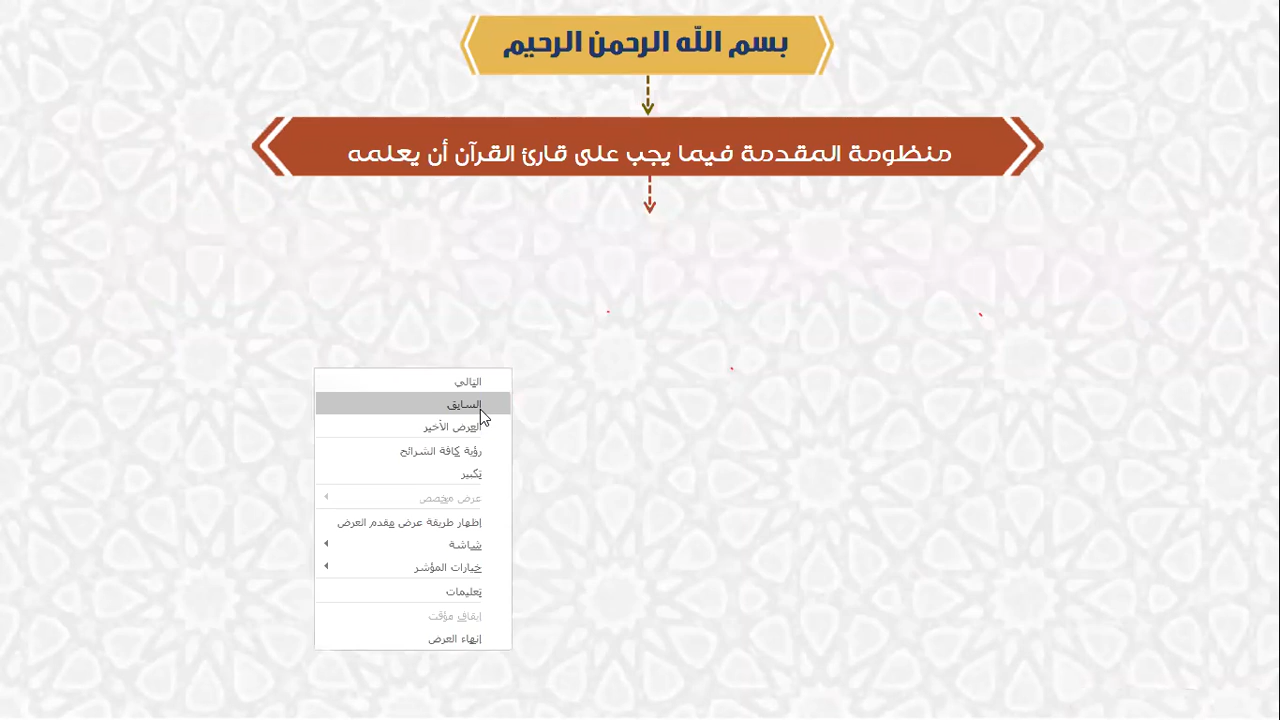 بسم الله الرحمن الرحيم
منظومة المقدمة فيما يجب على قارئ القرآن أن يعلمه
التالي
السابق
العرض الأخير
رؤية كافة الشرائح
تكبير
عرض مخصص
إظهار طريقة عرض مقدم العرض
شاشة
خيارات المؤشر
تعليمات
إيقاف مؤقت
إنهاء العرض